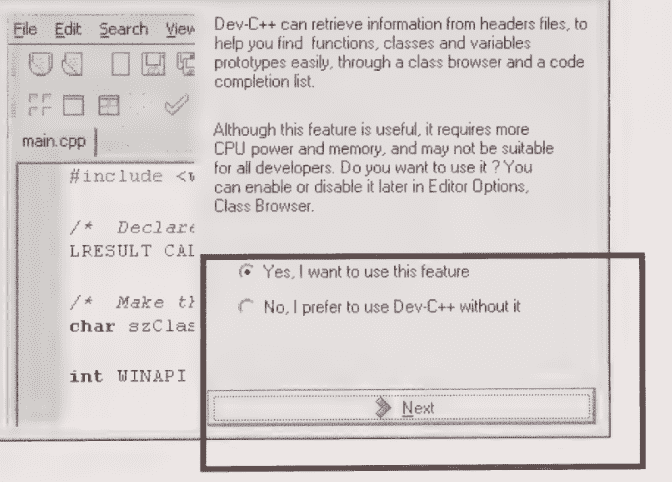 File Edit Search View
main.cpp
#include <w
/* Declare
LRESULT CAL
/* Make th
char szClas
int WINAPI
Dev-C++ can retrieve information from headers files, to
help you find functions, classes and variables
prototypes easily, through a class browser and a code
completion list.
Although this feature is useful, it requires more
CPU power and memory, and may not be suitable
for all developers. Do you want to use it ? You
can enable or disable it later in Editor Options,
Class Browser.
Yes, I want to use this feature
No, I prefer to use Dev-C++ without it
Next